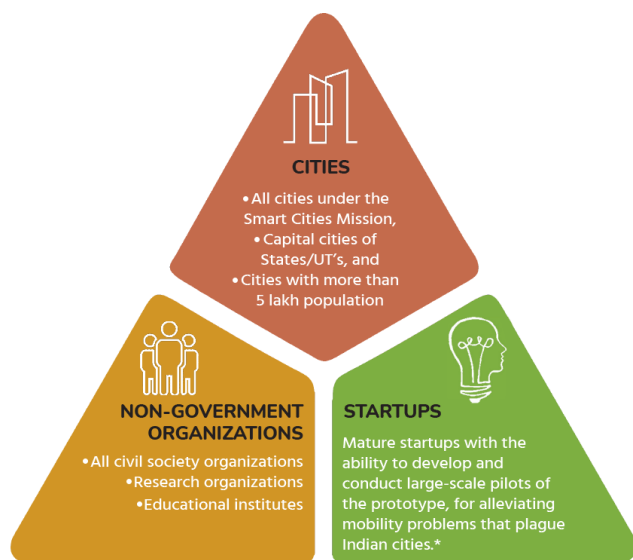 CITIES
•All cities under the
Smart Cities Mission,
•Capital cities of
States/UT's, and
•Cities with more than
5 lakh population
NON-GOVERNMENT
ORGANIZATIONS
•All civil society organizations
•Research organizations
•Educational institutes
STARTUPS
Mature startups with the
ability to develop and
conduct large-scale pilots of
the prototype, for alleviating
mobility problems that plague
Indian cities.*